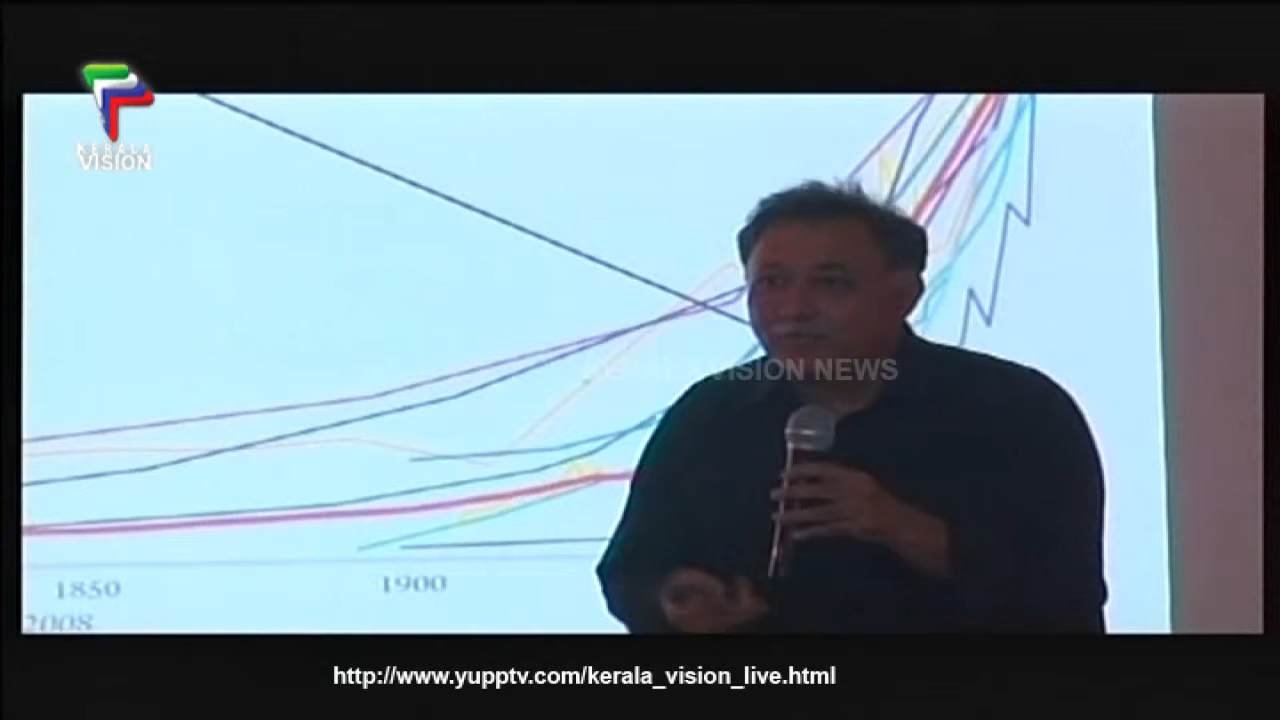 KERALA
VISION
VISION NEWS
1850
1900
2008
http://www.yupptv.com/kerala_vision_live.html